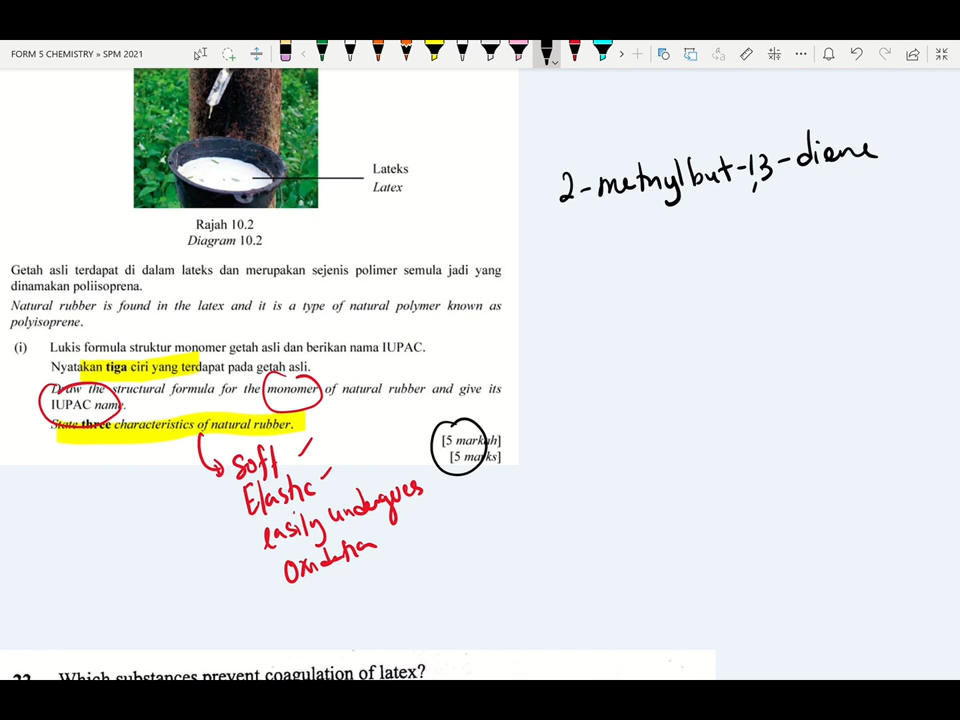 FORM 5 CHEMISTRY » SPM 2021
Lateks
Latex
Rajah 10.2
Diagram 10.2
Getah asli terdapat di dalam lateks dan merupakan sejenis polimer semula jadi yang
dinamakan poliisoprena.
Natural rubber is found in the latex and it is a type of natural polymer known as
polyisoprene.
(i) Lukis formula struktur monomer getah asli dan berikan nama IUPAC.
Nyatakan tiga ciri yang terdapat pada getah asli.
Draw the structural formula for the monomer of natural rubber and give its
IUPAC name.
State three characteristics of natural rubber.
[5 markah]
[5 marks]
soft
Elastic
easily undergoes
oxidation
2-methylbut-1,3-diene
22 Which substances prevent coagulation of latex?